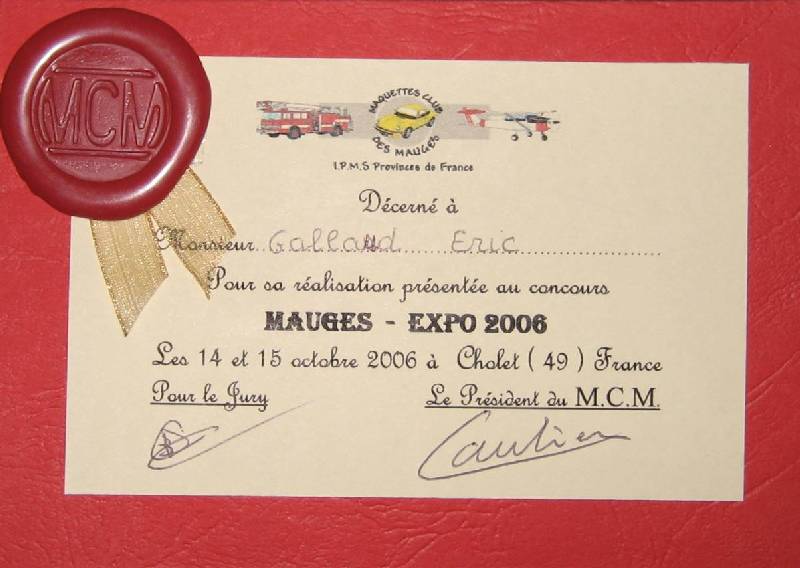 MCM
MAQUETTES CLUB
DES MAUGES
I.P.M.S Provinces de France
Décerné à
Monsieur Galland Eric
Pour sa réalisation présentée au concours
MAUGES - EXPO 2006
Les 14 et 15 octobre 2006 à Cholet ( 49 ) France
Pour le Jury Le Président du M.C.M.